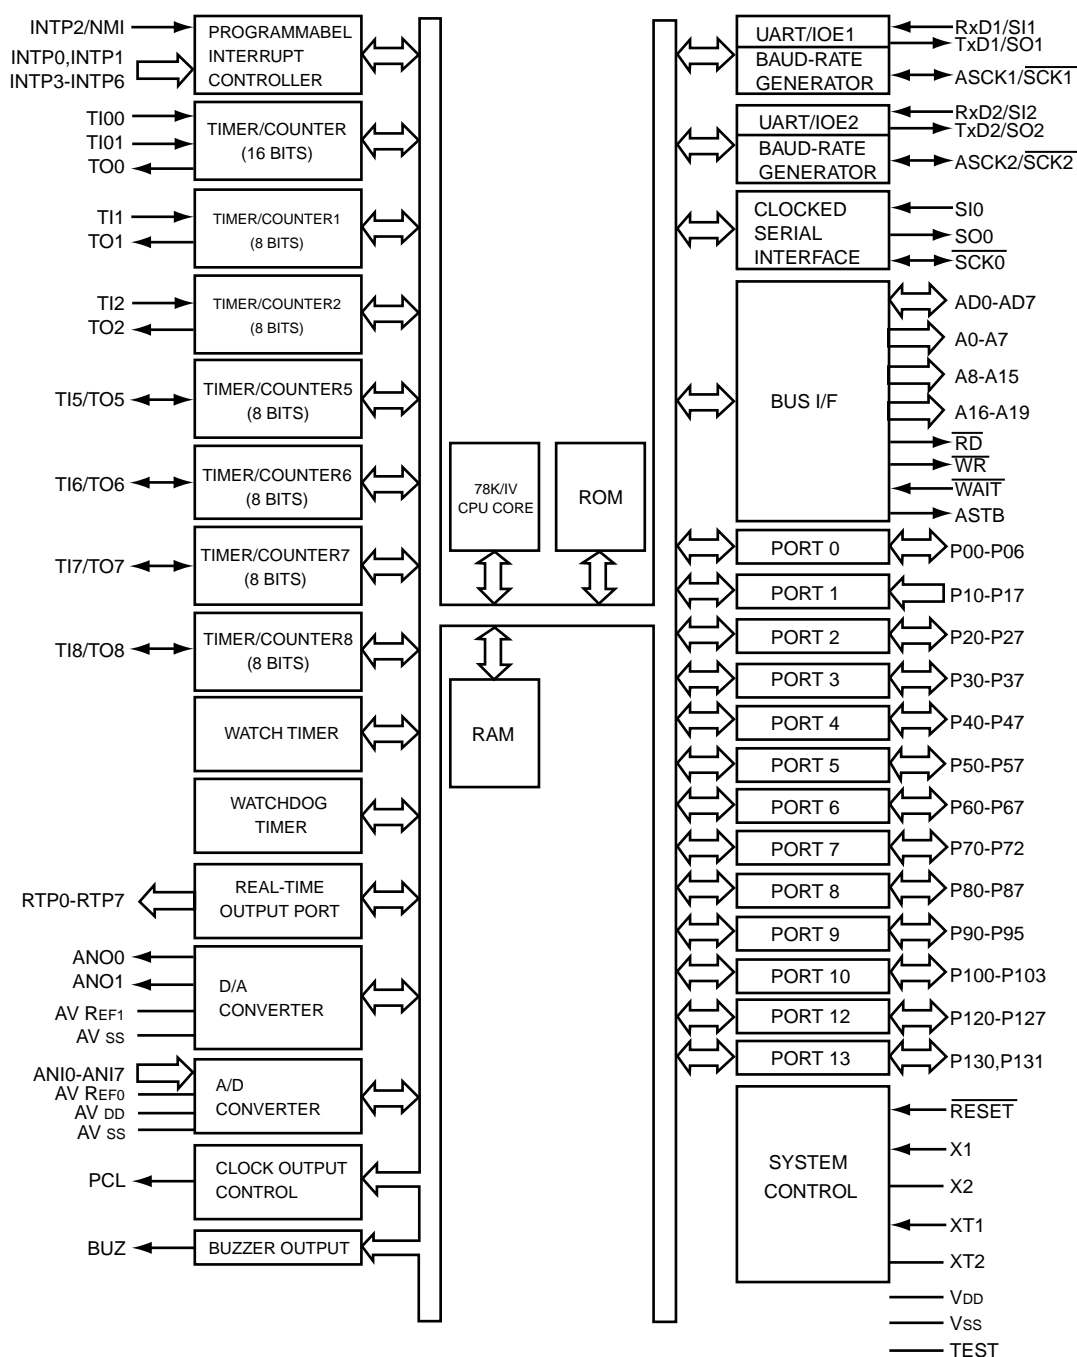 INTP2/NMI
INTP0,INTP1
INTP3-INTP6
PROGRAMMABEL
INTERRUPT
CONTROLLER
TI00
TI01
TO0
TIMER/COUNTER
(16 BITS)
TI1
TO1
TIMER/COUNTER1
(8 BITS)
TI2
TO2
TIMER/COUNTER2
(8 BITS)
TI5/TO5
TIMER/COUNTER5
(8 BITS)
TI6/TO6
TIMER/COUNTER6
(8 BITS)
TI7/TO7
TIMER/COUNTER7
(8 BITS)
TI8/TO8
TIMER/COUNTER8
(8 BITS)
WATCH TIMER
WATCHDOG
TIMER
RTP0-RTP7
REAL-TIME
OUTPUT PORT
ANO0
ANO1
AV REF1
AV SS
D/A
CONVERTER
ANI0-ANI7
AV REF0
AV DD
AV SS
A/D
CONVERTER
PCL
CLOCK OUTPUT
CONTROL
BUZ
BUZZER OUTPUT
78K/IV
CPU CORE
ROM
RAM
UART/IOE1
BAUD-RATE
GENERATOR
RxD1/SI1
TxD1/SO1
ASCK1/SCK1
UART/IOE2
BAUD-RATE
GENERATOR
RxD2/SI2
TxD2/SO2
ASCK2/SCK2
CLOCKED
SERIAL
INTERFACE
SI0
SO0
SCK0
BUS I/F
AD0-AD7
A0-A7
A8-A15
A16-A19
RD
WR
WAIT
ASTB
PORT 0
P00-P06
PORT 1
P10-P17
PORT 2
P20-P27
PORT 3
P30-P37
PORT 4
P40-P47
PORT 5
P50-P57
PORT 6
P60-P67
PORT 7
P70-P72
PORT 8
P80-P87
PORT 9
P90-P95
PORT 10
P100-P103
PORT 12
P120-P127
PORT 13
P130,P131
SYSTEM
CONTROL
RESET
X1
X2
XT1
XT2
VDD
VSS
TEST